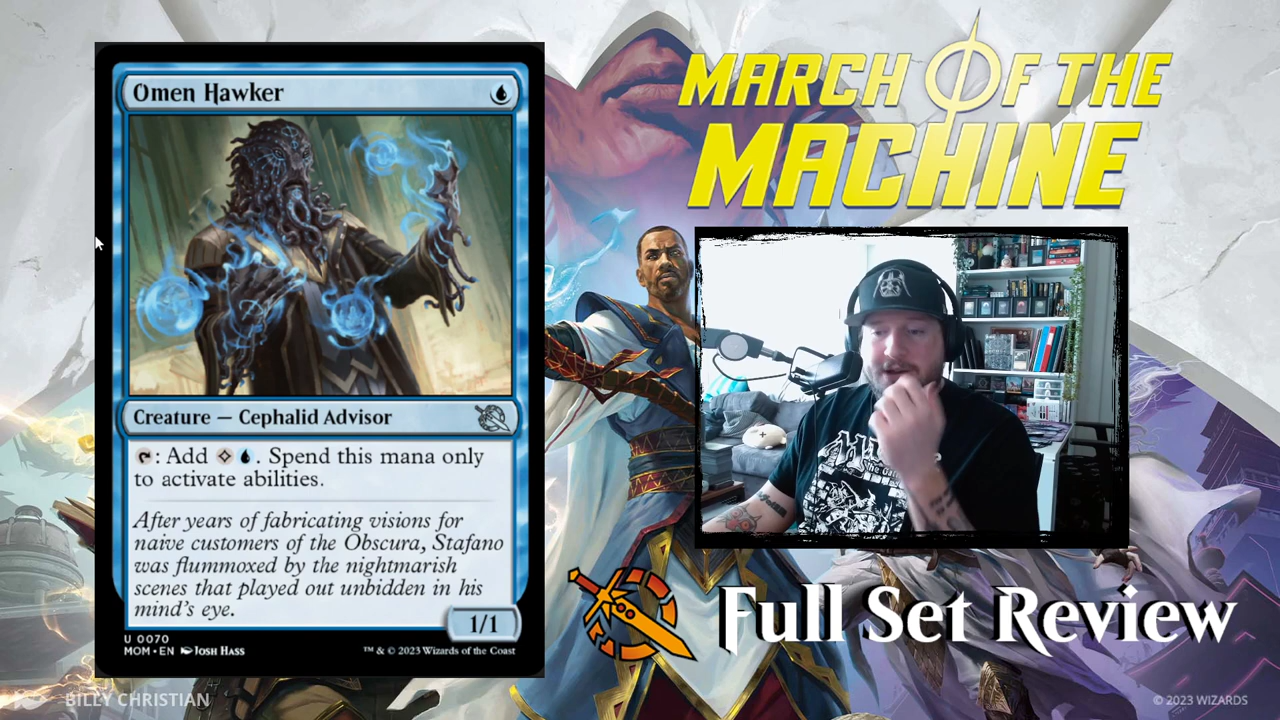 Omen Hawker
Creature — Cephalid Advisor
: Add . Spend this mana only
to activate abilities.
After years of fabricating visions for
naive customers of the Obscura, Stefano
was flummoxed by the nightmarish
scenes that played out unbidden in his
mind's eye.
1/1
U 0070
MOM • EN Josh Hass
™ & © 2023 Wizards of the Coast
BILLY CHRISTIAN
MARCH OF THE
MACHINE
Full Set Review
© 2023 WIZARDS